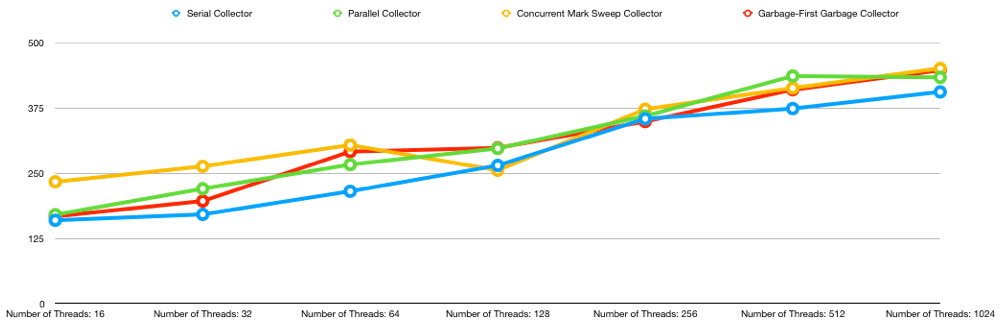 Serial Collector Parallel Collector Concurrent Mark Sweep Collector Garbage-First Garbage Collector
500
375
250
125
0
Number of Threads: 16 Number of Threads: 32 Number of Threads: 64 Number of Threads: 128 Number of Threads: 256 Number of Threads: 512 Number of Threads: 1024